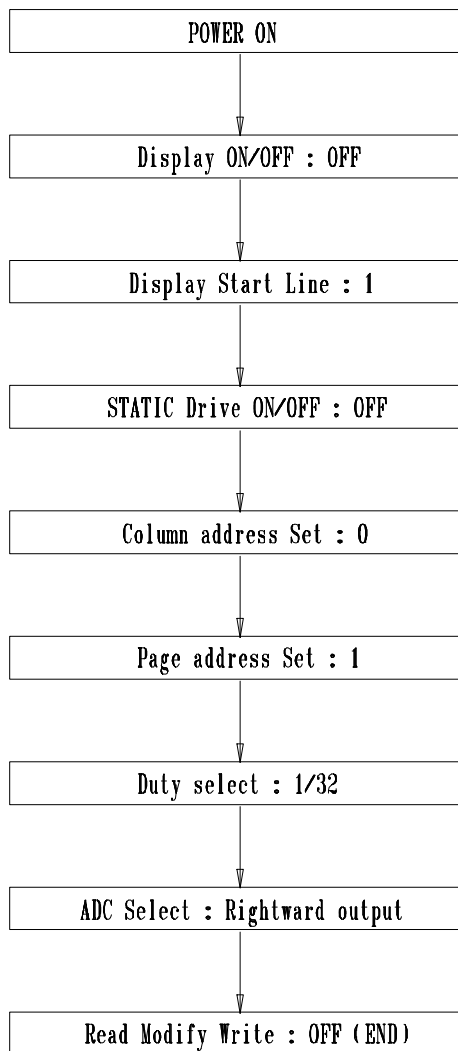 POWER ON
Display ON/OFF : OFF
Display Start Line : 1
STATIC Drive ON/OFF : OFF
Column address Set : 0
Page address Set : 1
Duty select : 1/32
ADC Select : Rightward output
Read Modify Write : OFF (END)